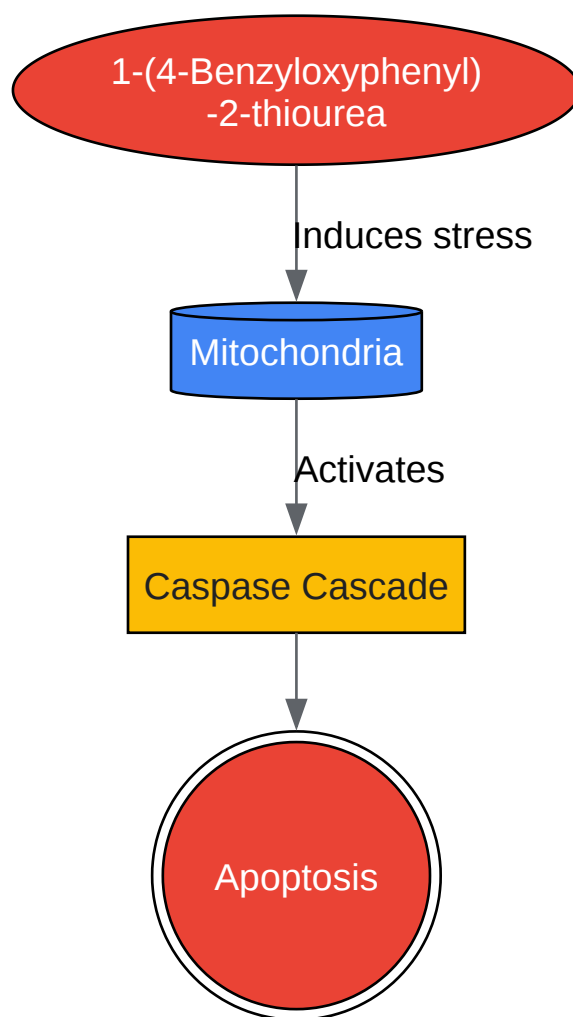 1-(4-Benzyloxyphenyl)
-2-thiourea
Induces stress
Mitochondria
Activates
Caspase Cascade
Apoptosis